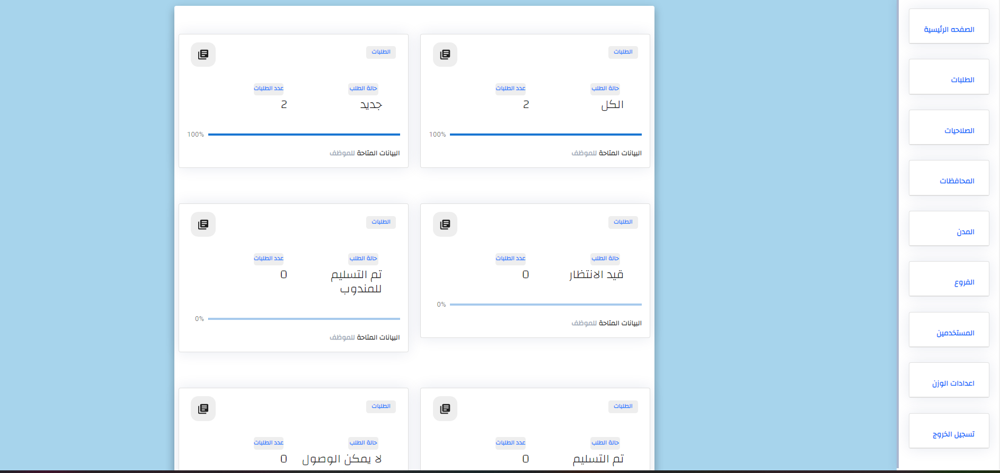 الصفحه الرئيسية
الطلبات
الصلاحيات
المحافظات
المدن
الفروع
المستخدمين
اعدادات الوزن
تسجيل الخروج
الطلبات
حالة الطلب
عدد الطلبات
الكل
2
100%
البيانات المتاحة للموظف
الطلبات
حالة الطلب
عدد الطلبات
جديد
2
100%
البيانات المتاحة للموظف
الطلبات
حالة الطلب
عدد الطلبات
قيد الانتظار
0
0%
البيانات المتاحة للموظف
الطلبات
حالة الطلب
عدد الطلبات
تم التسليم
للمندوب
0
0%
البيانات المتاحة للموظف
الطلبات
حالة الطلب
عدد الطلبات
تم التسليم
0
الطلبات
حالة الطلب
عدد الطلبات
لا يمكن الوصول
0